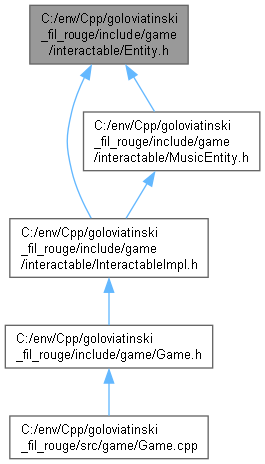 C:/env/Cpp/goloviatinski
_fil_rouge/include/game
/interactable/Entity.h
C:/env/Cpp/goloviatinski
_fil_rouge/include/game
/interactable/MusicEntity.h
C:/env/Cpp/goloviatinski
_fil_rouge/include/game
/interactable/InteractableImpl.h
C:/env/Cpp/goloviatinski
_fil_rouge/include/game/Game.h
C:/env/Cpp/goloviatinski
_fil_rouge/src/game/Game.cpp